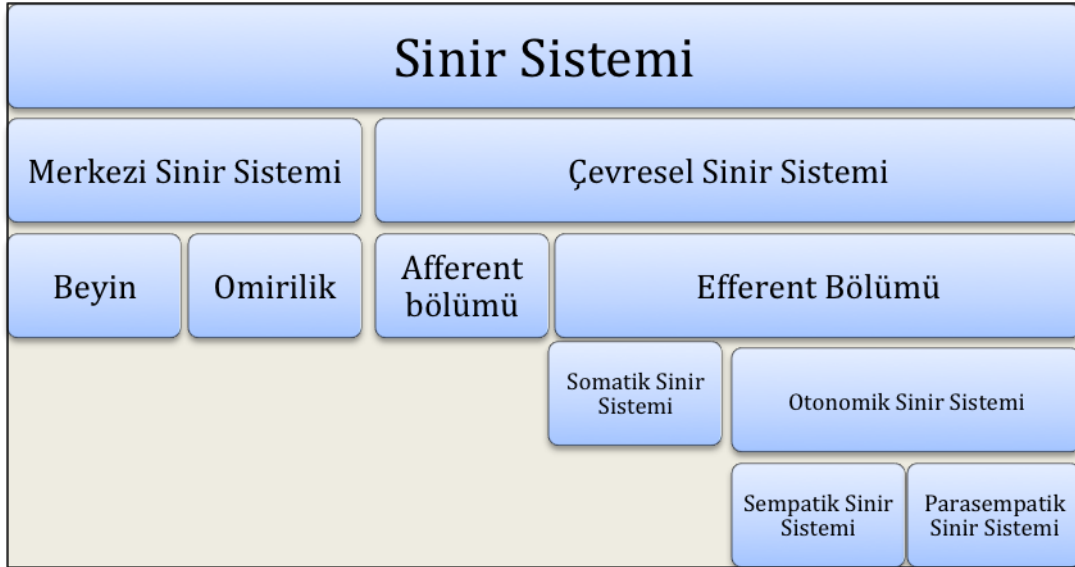 Sinir Sistemi
Merkezi Sinir Sistemi
Çevresel Sinir Sistemi
Beyin
Omirilik
Afferent
bölümü
Efferent Bölümü
Somatik Sinir
Sistemi
Otonomik Sinir Sistemi
Sempatik Sinir
Sistemi
Parasempatik
Sinir Sistemi